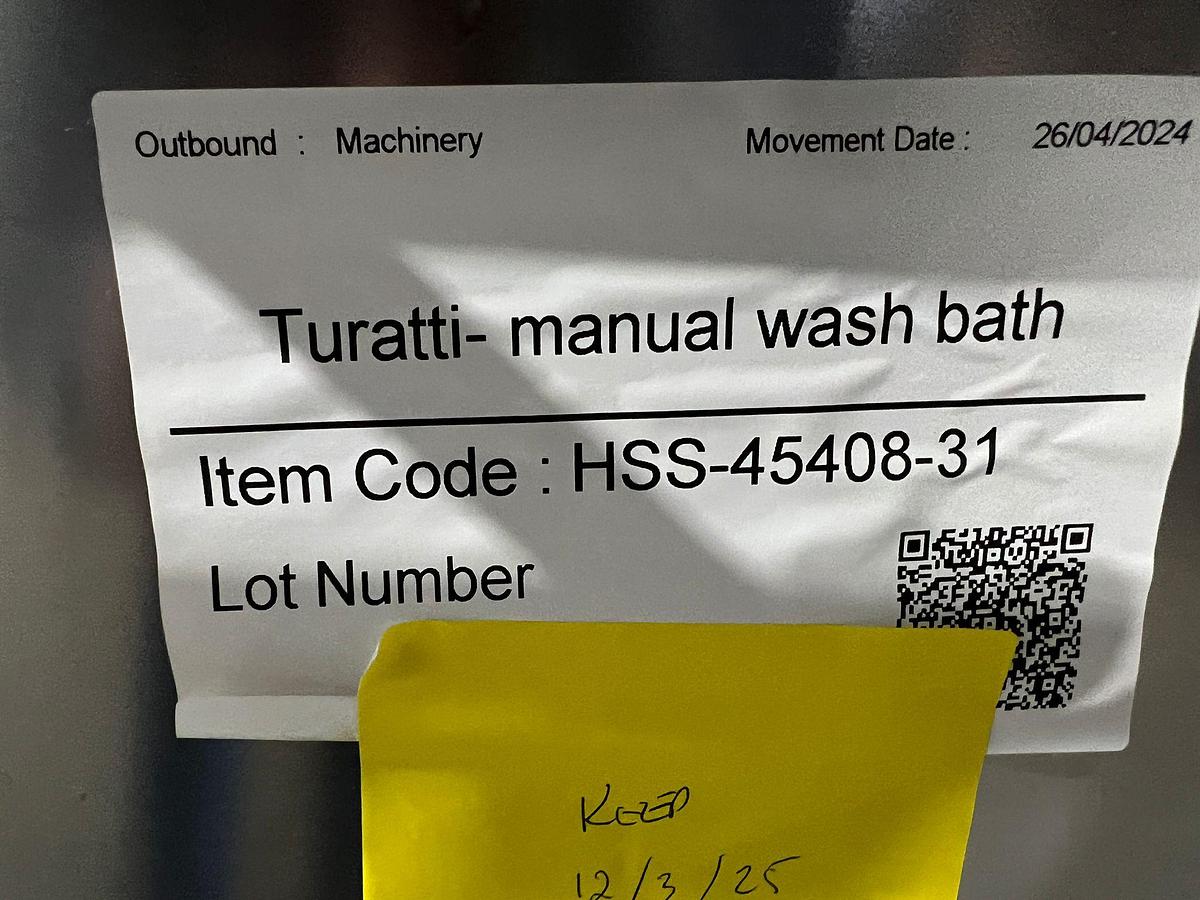 Outbound : Machinery Movement Date : 26/04/2024
Turatti- manual wash bath
Item Code : HSS-45408-31
Lot Number
KEEP
12/3/25